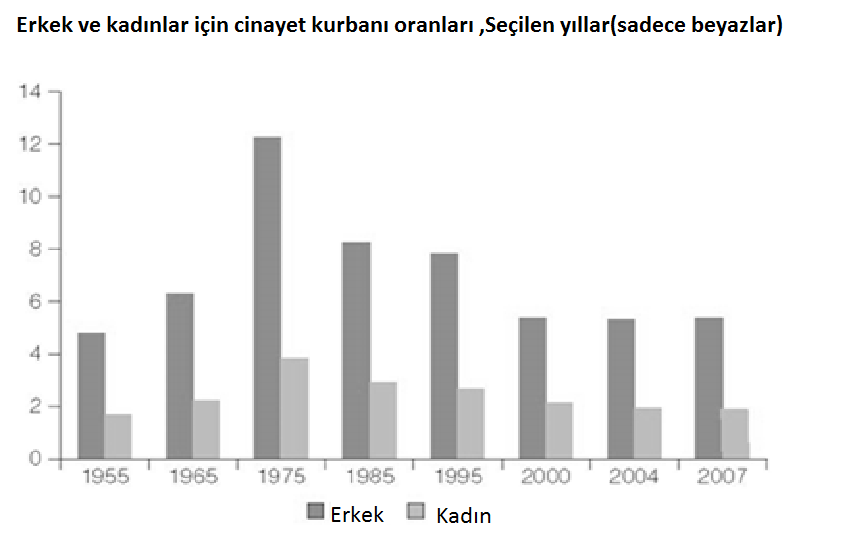 Erkek ve kadınlar için cinayet kurbanı oranları ,Seçilen yıllar(sadece beyazlar)
14
12
10
8
6
4
2
0
1955 1965 1975 1985 1995 2000 2004 2007
Erkek Kadın